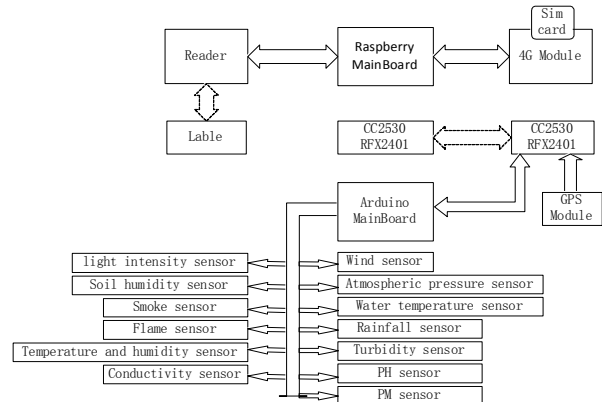 Sim
card
Reader
Raspberry
MainBoard
4G Module
Lable
CC2530
RFX2401
CC2530
RFX2401
Arduino
MainBoard
GPS
Module
light intensity sensor
Wind sensor
Soil humidity sensor
Atmospheric pressure sensor
Smoke sensor
Water temperature sensor
Flame sensor
Rainfall sensor
Temperature and humidity sensor
Turbidity sensor
Conductivity sensor
PH sensor
PM sensor